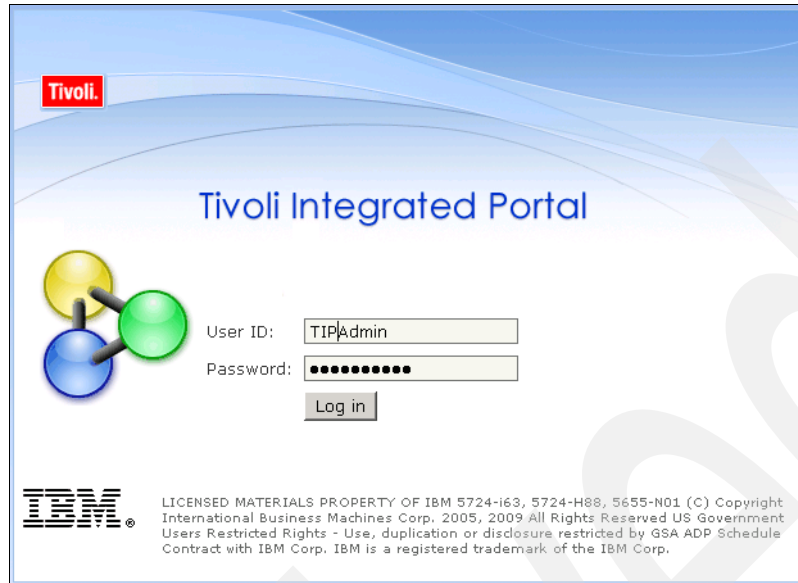 Tivoli.
Tivoli Integrated Portal
User ID: TIPAdmin
Password: ●●●●●●●●●●
Log in
IBM®
LICENSED MATERIALS PROPERTY OF IBM 5724-i63, 5724-H88, 5655-N01 (C) Copyright
International Business Machines Corp. 2005, 2009 All Rights Reserved US Government
Users Restricted Rights - Use, duplication or disclosure restricted by GSA ADP Schedule
Contract with IBM Corp. IBM is a registered trademark of the IBM Corp.